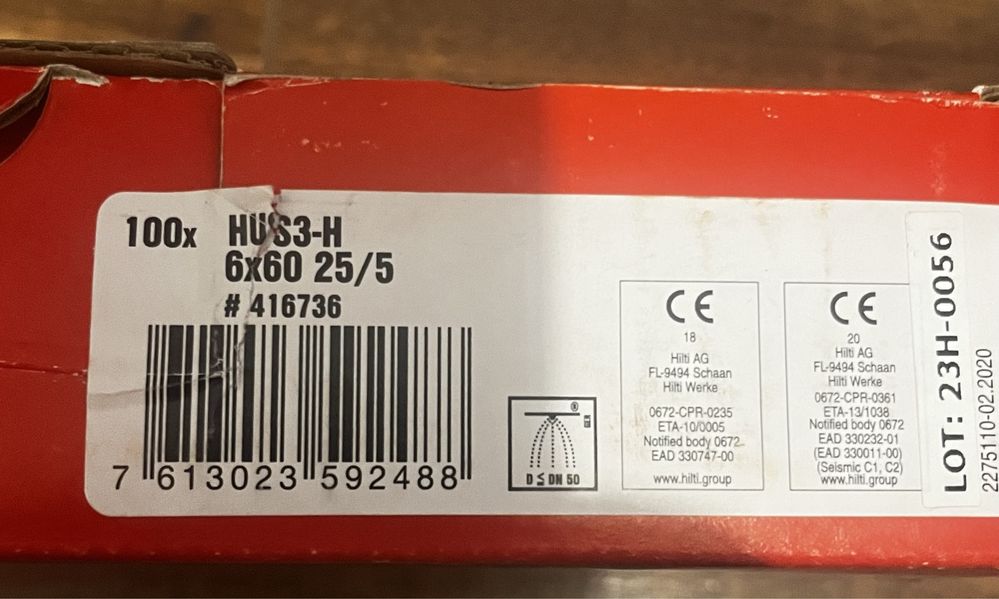 100x HUS3-H
6x60 25/5
# 416736
7 613023 592488
D ≤ DN 50
CE
18
Hilti AG
FL-9494 Schaan
Hilti Werke
0672-CPR-0235
ETA-10/0005
Notified body 0672
EAD 330747-00
www.hilti.group
CE
20
Hilti AG
FL-9494 Schaan
Hilti Werke
0672-CPR-0361
ETA-13/1038
Notified body 0672
EAD 330232-01
(EAD 330011-00)
(Seismic C1, C2)
www.hilti.group
LOT: 23H-0056
2275110-02.2020